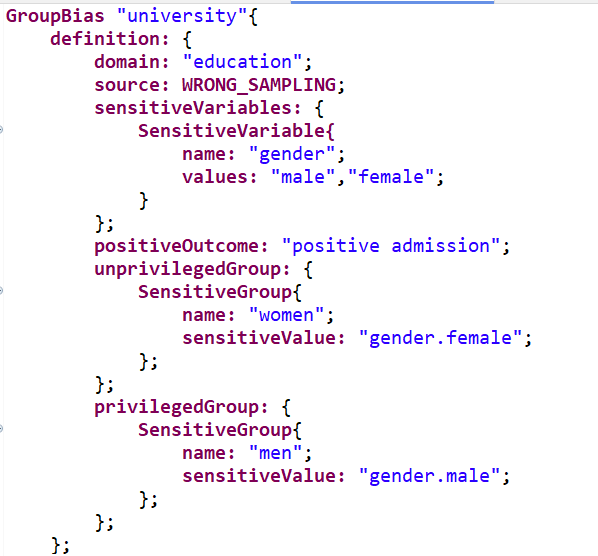 GroupBias "university"{
    definition: {
        domain: "education";
        source: WRONG_SAMPLING;
        sensitiveVariables: {
            SensitiveVariable{
                name: "gender";
                values: "male","female";
            }
        };
        positiveOutcome: "positive admission";
        unprivilegedGroup: {
            SensitiveGroup{
                name: "women";
                sensitiveValue: "gender.female";
            };
        };
        privilegedGroup: {
            SensitiveGroup{
                name: "men";
                sensitiveValue: "gender.male";
            };
        };
    };